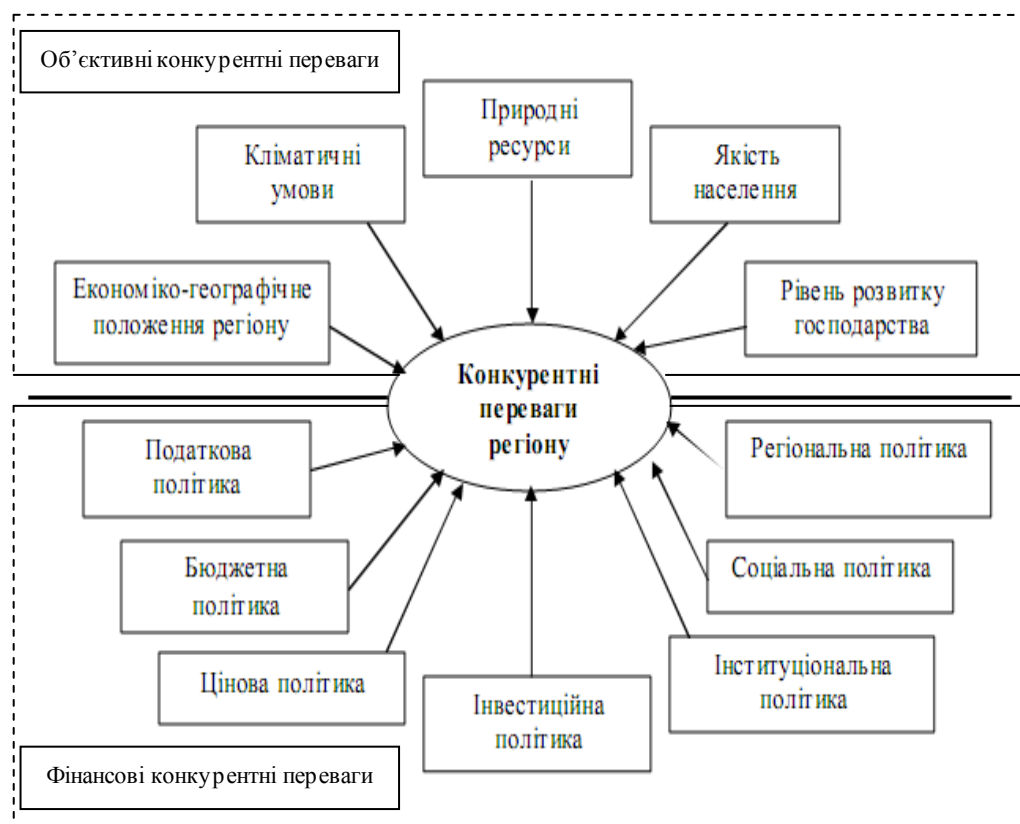 Об’єктивні конкурентні переваги
Природні
ресурси
Кліматичні
умови
Якість
населення
Економіко-географічне
положення регіону
Рівень розвитку
господарства
Конкурентні
переваги
регіону
Податкова
політика
Регіональна політика
Бюджетна
політика
Соціальна політика
Цінова політика
Інституціональна
політика
Інвестиційна
політика
Фінансові конкурентні переваги